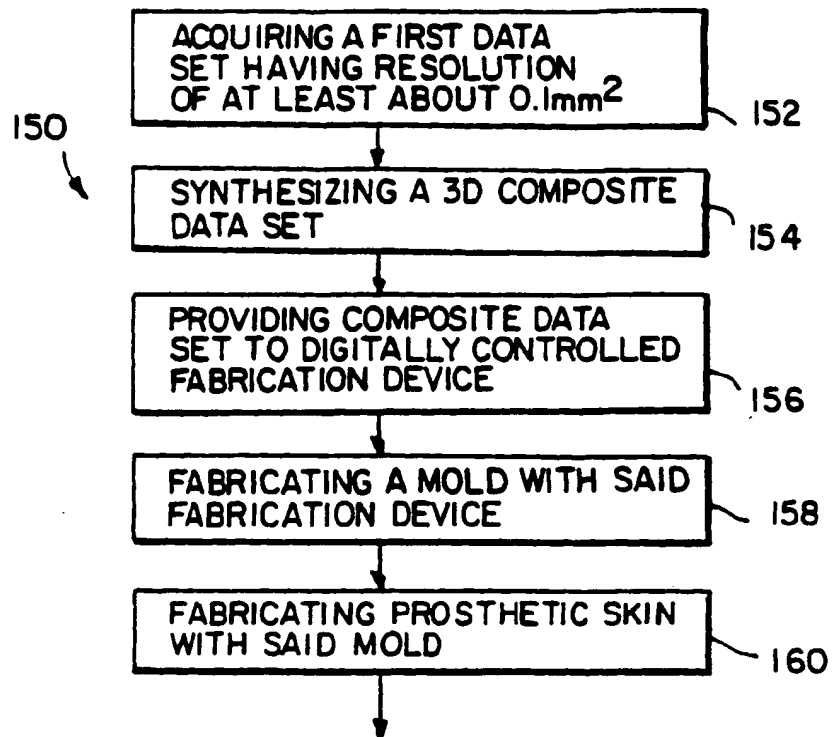 ACQUIRING A FIRST DATA
SET HAVING RESOLUTION
OF AT LEAST ABOUT 0.1mm²
152
150
SYNTHESIZING A 3D COMPOSITE
DATA SET
154
PROVIDING COMPOSITE DATA
SET TO DIGITALLY CONTROLLED
FABRICATION DEVICE
156
FABRICATING A MOLD WITH SAID
FABRICATION DEVICE
158
FABRICATING PROSTHETIC SKIN
WITH SAID MOLD
160